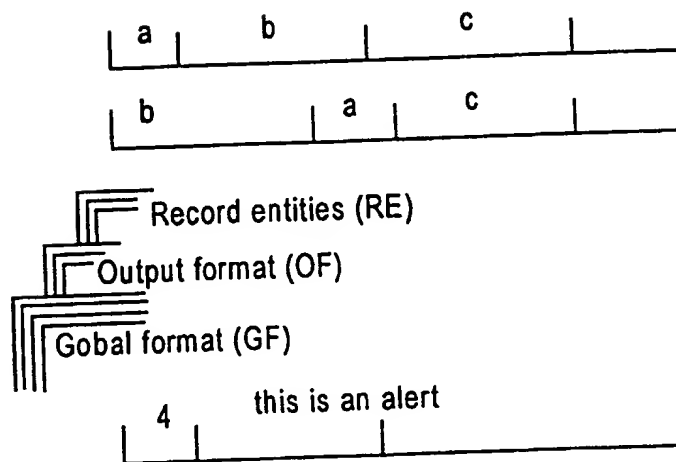 a b c
b a c
Record entities (RE)
Output format (OF)
Gobal format (GF)
4 this is an alert